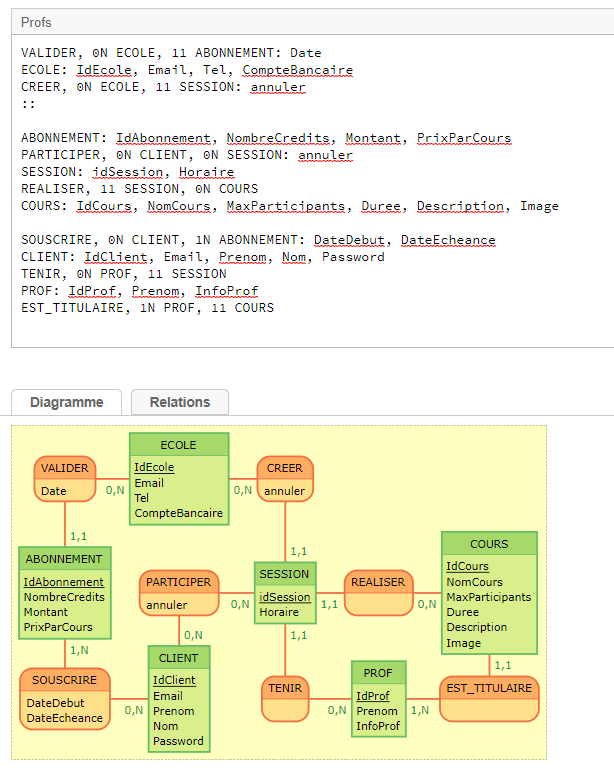 Profs
VALIDER, 0N ECOLE, 11 ABONNEMENT: Date
ECOLE: IdEcole, Email, Tel, CompteBancaire
CREER, 0N ECOLE, 11 SESSION: annuler
::
ABONNEMENT: IdAbonnement, NombreCredits, Montant, PrixParCours
PARTICIPER, 0N CLIENT, 0N SESSION: annuler
SESSION: idSession, Horaire
REALISER, 11 SESSION, 0N COURS
COURS: IdCours, NomCours, MaxParticipants, Duree, Description, Image
SOUSCRIRE, 0N CLIENT, 1N ABONNEMENT: DateDebut, DateEcheance
CLIENT: IdClient, Email, Prenom, Nom, Password
TENIR, 0N PROF, 11 SESSION
PROF: IdProf, Prenom, InfoProf
EST_TITULAIRE, 1N PROF, 11 COURS
Diagramme
Relations
VALIDER
Date
0,N
1,1
ECOLE
IdEcole
Email
Tel
CompteBancaire
0,N
CREER
annuler
1,1
ABONNEMENT
IdAbonnement
NombreCredits
Montant
PrixParCours
1,N
PARTICIPER
annuler
0,N
0,N
SESSION
idSession
Horaire
1,1
1,1
REALISER
0,N
COURS
IdCours
NomCours
MaxParticipants
Duree
Description
Image
1,1
SOUSCRIRE
DateDebut
DateEcheance
0,N
CLIENT
IdClient
Email
Prenom
Nom
Password
TENIR
0,N
PROF
IdProf
Prenom
InfoProf
1,N
EST_TITULAIRE